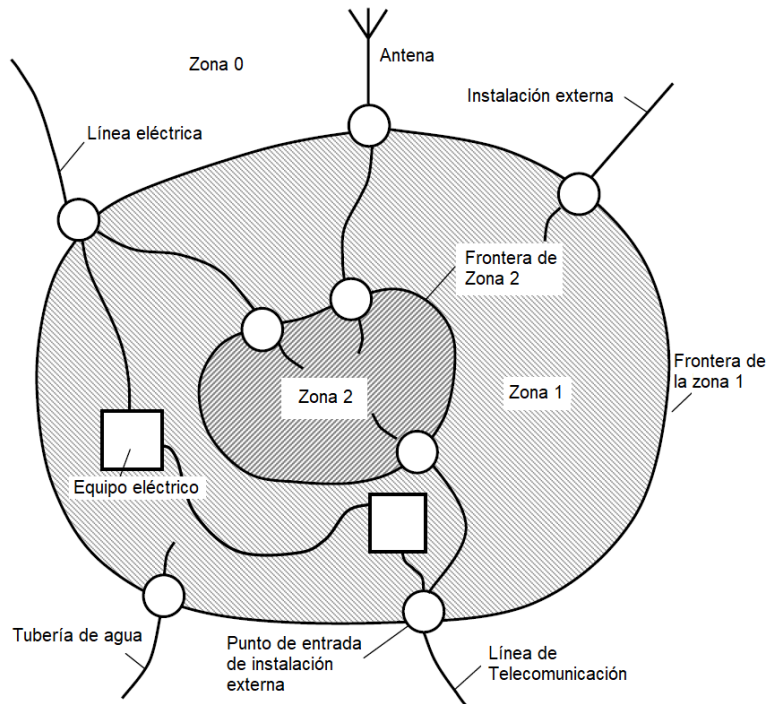 Zona 0
Antena
Instalación externa
Línea eléctrica
Frontera de
Zona 2
Frontera de
la zona 1
Zona 2
Zona 1
Equipo eléctrico
Tubería de agua
Punto de entrada
de instalación
externa
Línea de
Telecomunicación